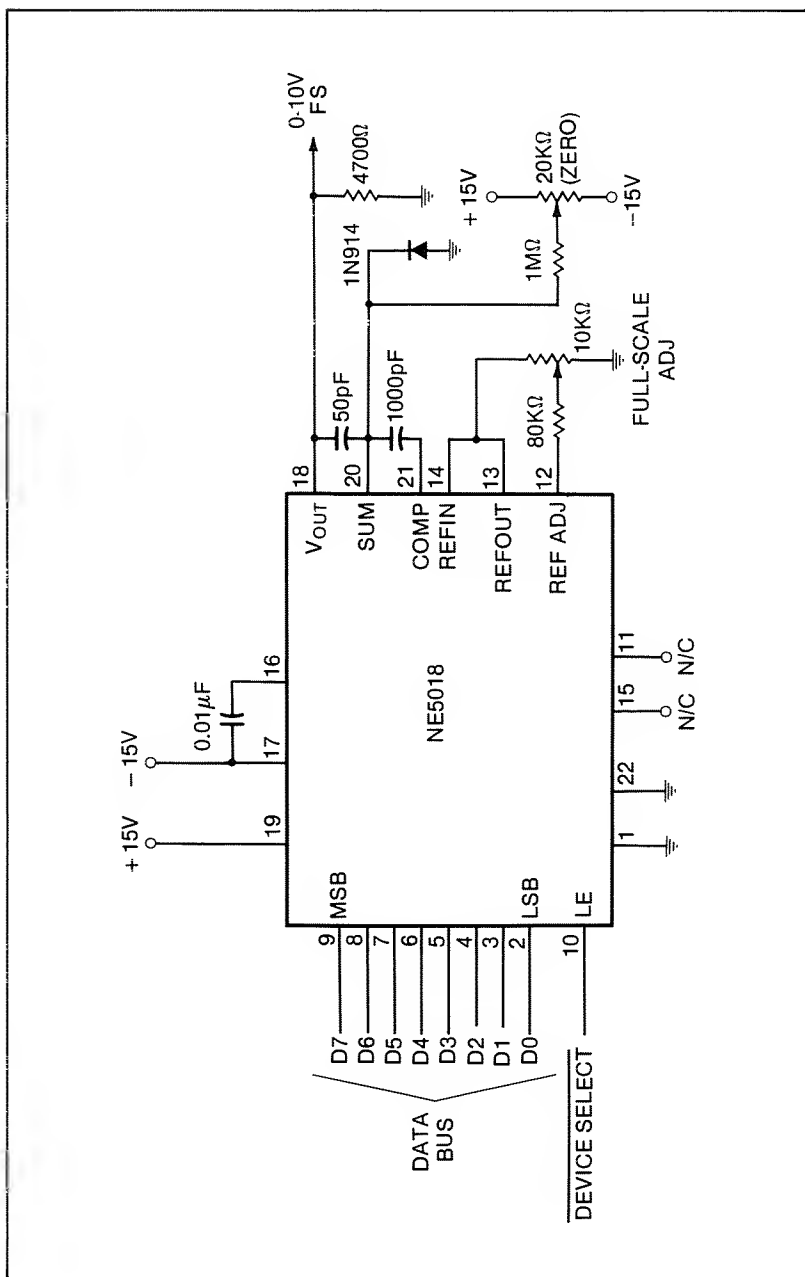 +15V
−15V
0.01µF
19
17
16
D7
D6
D5
D4
D3
D2
D1
D0
DATA
BUS
DEVICE SELECT
9
8
7
6
5
4
3
2
10
MSB
LSB
LE
NE5018
VOUT
SUM
COMP
REFIN
REFOUT
REF ADJ
18
20
21
14
13
12
50pF
1000pF
1N914
0-10V
FS
4700Ω
+15V
20KΩ
(ZERO)
−15V
1MΩ
10KΩ
80KΩ
FULL-SCALE
ADJ
1
22
15
11
N/C
N/C